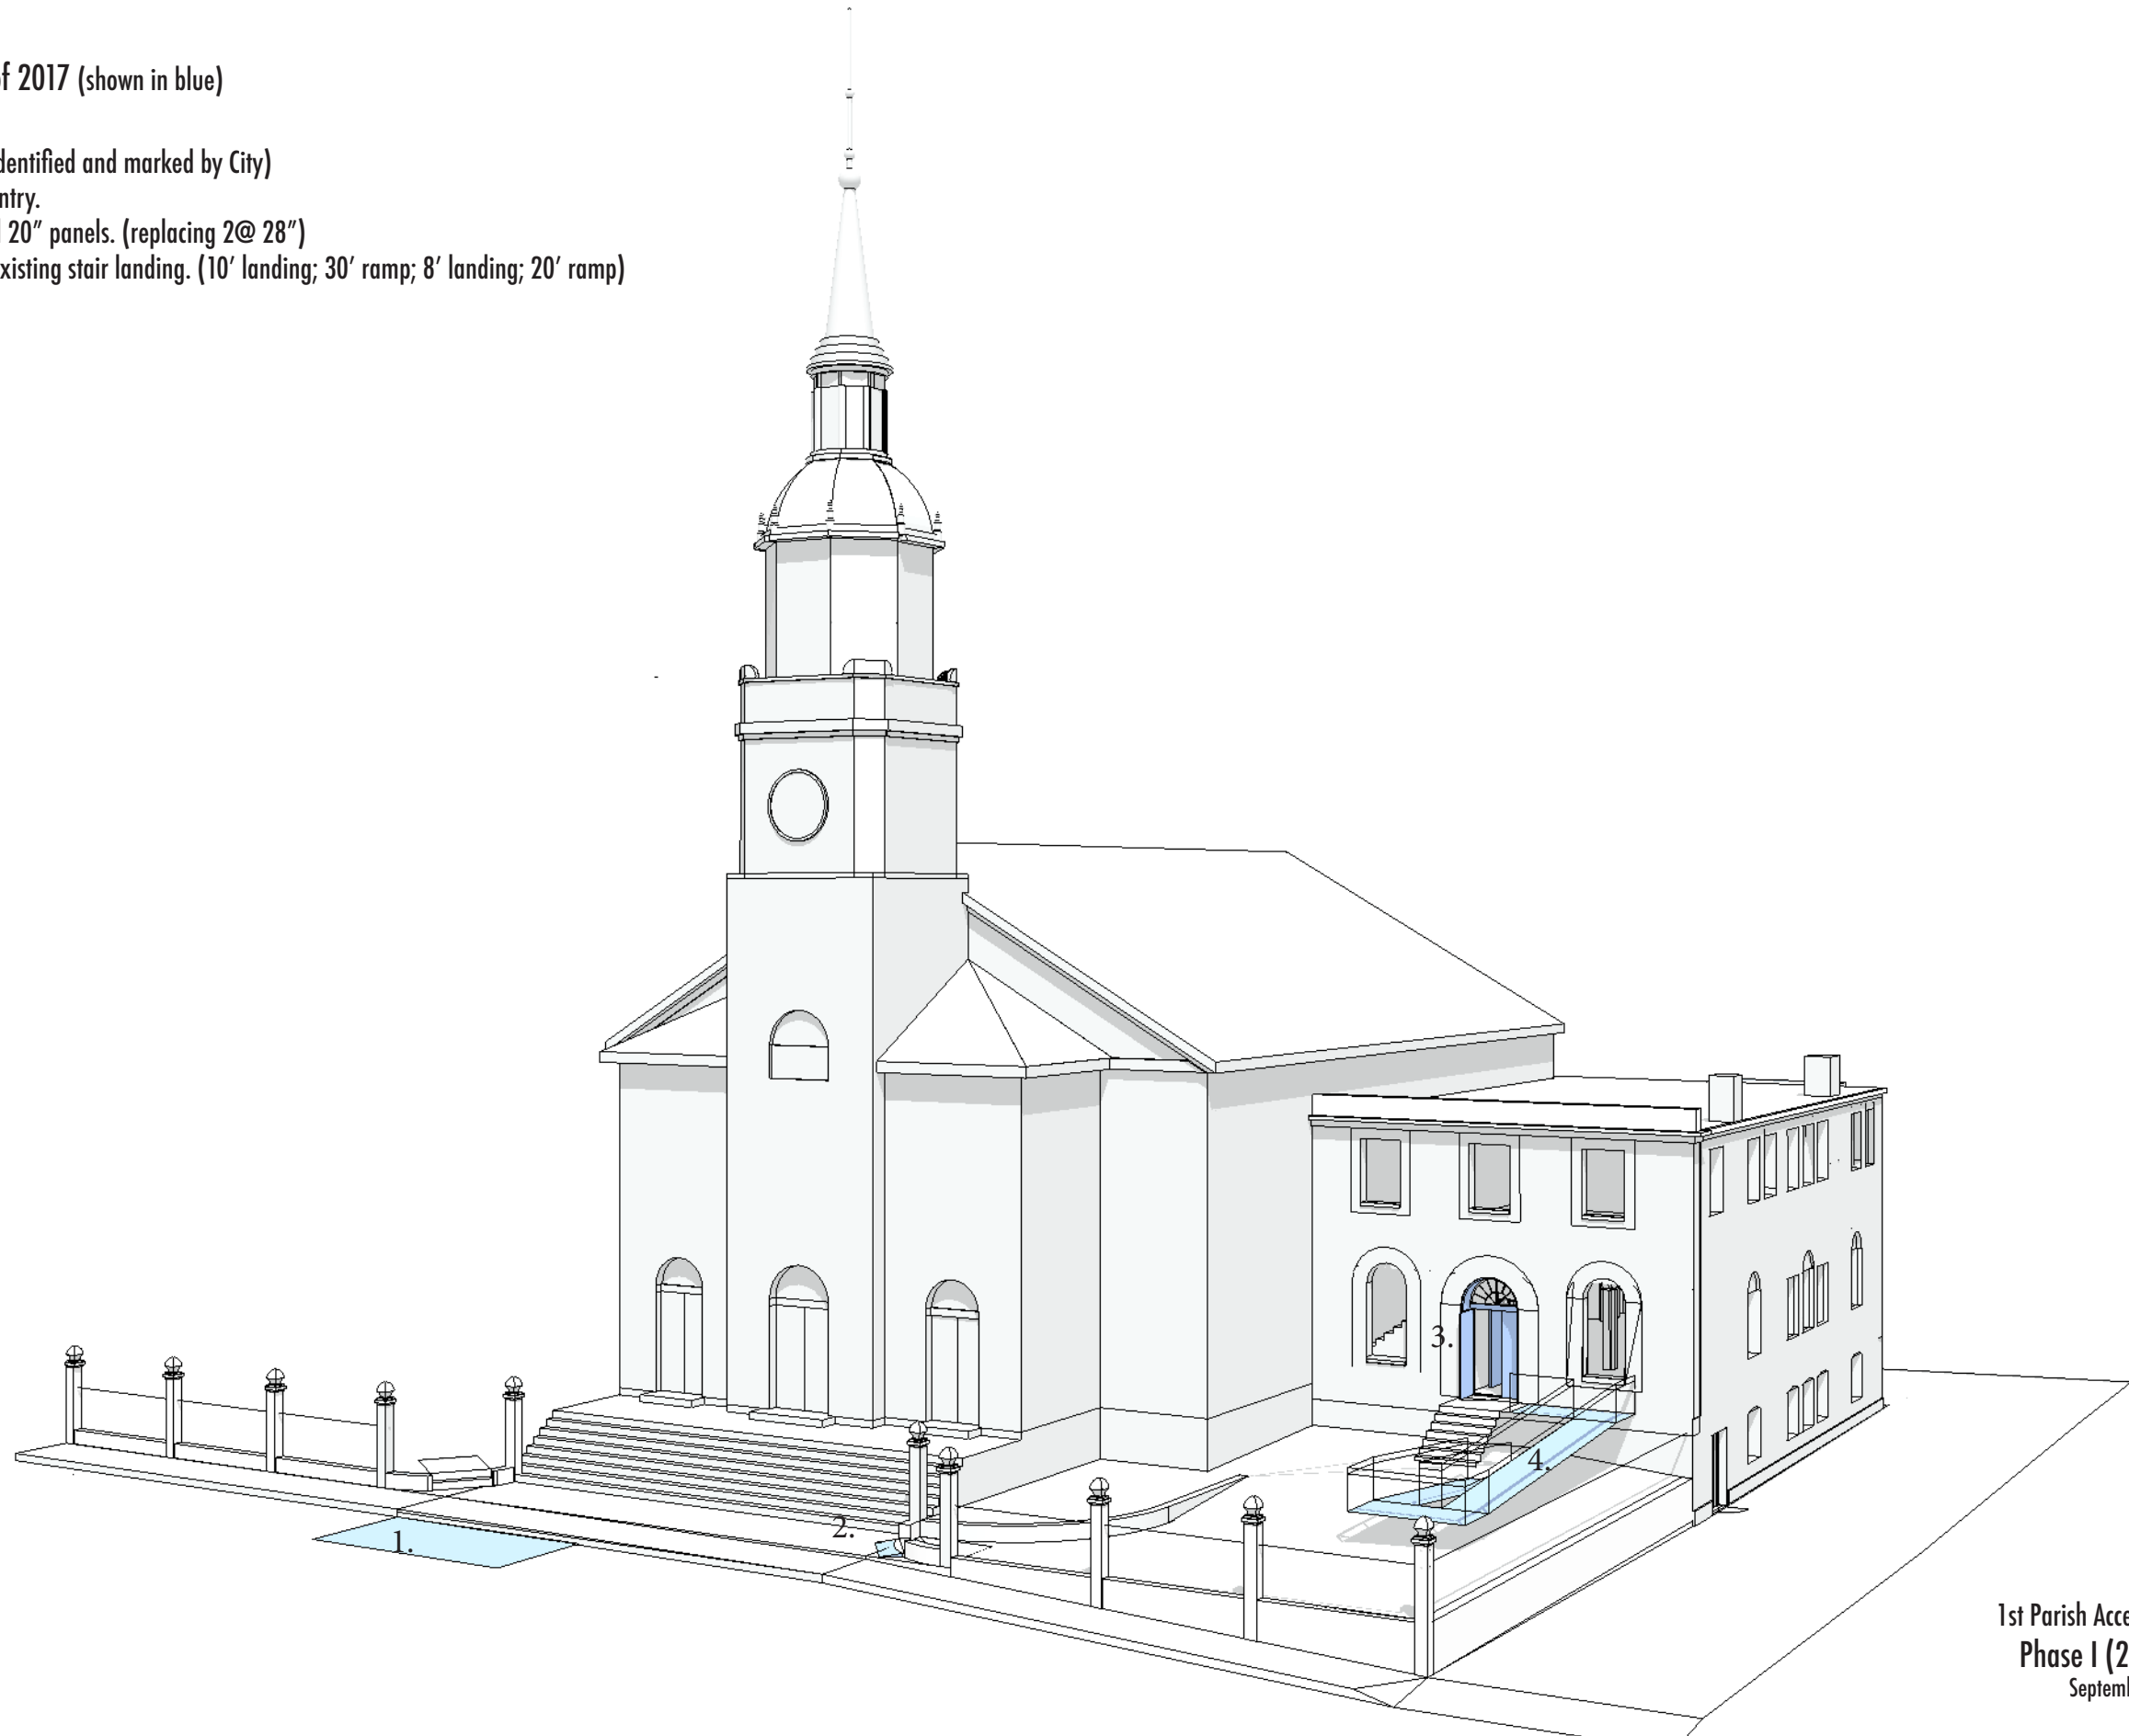 f 2017 (shown in blue)
dentified and marked by City)
ntry.
20″ panels. (replacing 2@ 28″)
xisting stair landing. (10′ landing; 30′ ramp; 8′ landing; 20′ ramp)
3.
4.
2.
1.
1st Parish Acce
Phase I (2
Septemb